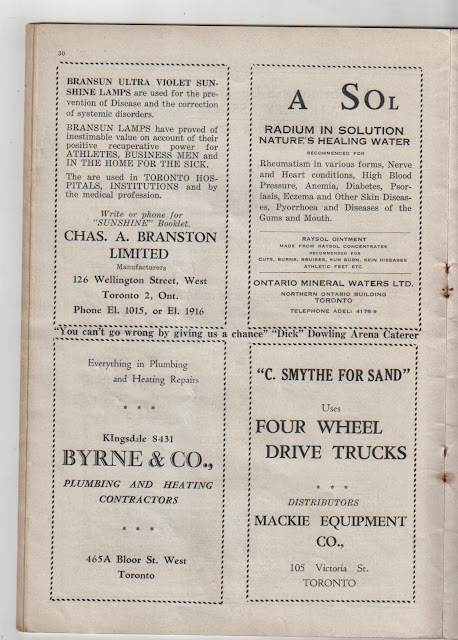 30
BRANSUN ULTRA VIOLET SUN-
SHINE LAMPS are used for the pre-
vention of Disease and the correction
of systemic disorders.
BRANSUN LAMPS have proved of
inestimable value on account of their
positive recuperative power for
ATHLETES, BUSINESS MEN and
IN THE HOME FOR THE SICK.
The are used in TORONTO HOS-
PITALS, INSTITUTIONS and by
the medical profession.
Write or phone for
"SUNSHINE" Booklet.
CHAS. A. BRANSTON
LIMITED
Manufacturers
126 Wellington Street, West
Toronto 2, Ont.
Phone El. 1015, or El. 1916
A SOL
RADIUM IN SOLUTION
NATURE'S HEALING WATER
RECOMMENDED FOR
Rheumatism in various forms, Nerve
and Heart conditions, High Blood
Pressure, Anemia, Diabetes, Psor-
iasis, Eczema and Other Skin Diseas-
es, Pyorrhoea and Diseases of the
Gums and Mouth.
RAYSOL OINTMENT
MADE FROM RAYSOL CONCENTRATES
RECOMMENDED FOR
CUTS, BURNS, BRUISES, SUN BURN, SKIN DISEASES
ATHLETIC FEET ETC.
ONTARIO MINERAL WATERS LTD.
NORTHERN ONTARIO BUILDING
TORONTO
TELEPHONE ADEL: 4178-9
"You can't go wrong by giving us a chance" "Dick" Dowling Arena Caterer
Everything in Plumbing
and Heating Repairs
* * *
KIngsdale 8431
BYRNE & CO.,
PLUMBING AND HEATING
CONTRACTORS
* * *
465A Bloor St. West
Toronto
"C. SMYTHE FOR SAND"
Uses
FOUR WHEEL
DRIVE TRUCKS
* * *
DISTRIBUTORS
MACKIE EQUIPMENT
CO.,
105 Victoria St.
TORONTO